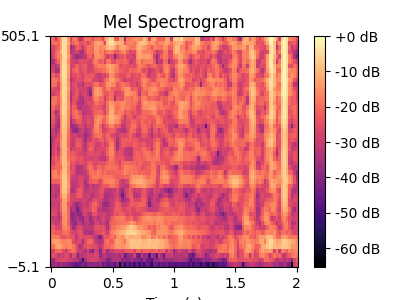 Mel Spectrogram
505.1
−5.1
0
0.5
1
1.5
2
+0 dB
-10 dB
-20 dB
-30 dB
-40 dB
-50 dB
-60 dB